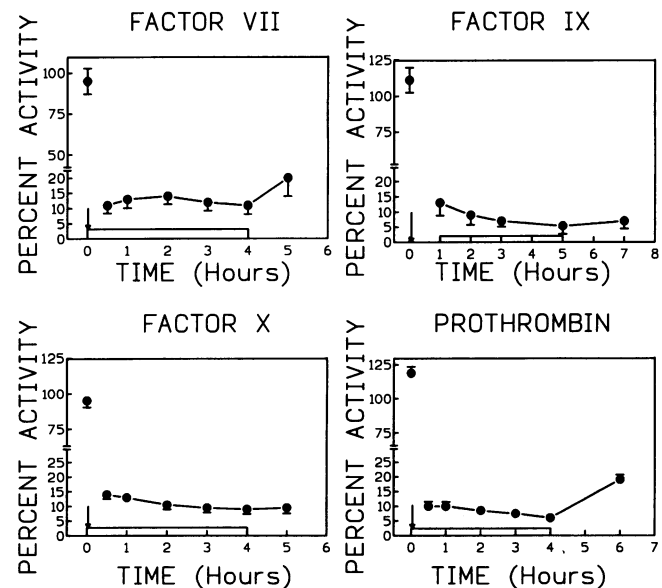 FACTOR VII
PERCENT ACTIVITY
100
75
50
20
15
10
5
0
0 1 2 3 4 5 6
TIME (Hours)
FACTOR IX
PERCENT ACTIVITY
125
100
75
50
15
10
5
0
0 1 2 3 4 5 6 7 8
TIME (Hours)
FACTOR X
PERCENT ACTIVITY
125
100
75
25
20
15
10
5
0
0 1 2 3 4 5 6
TIME (Hours)
PROTHROMBIN
PERCENT ACTIVITY
125
100
75
25
20
15
10
5
0
0 1 2 3 4 5 6 7
TIME (Hours)